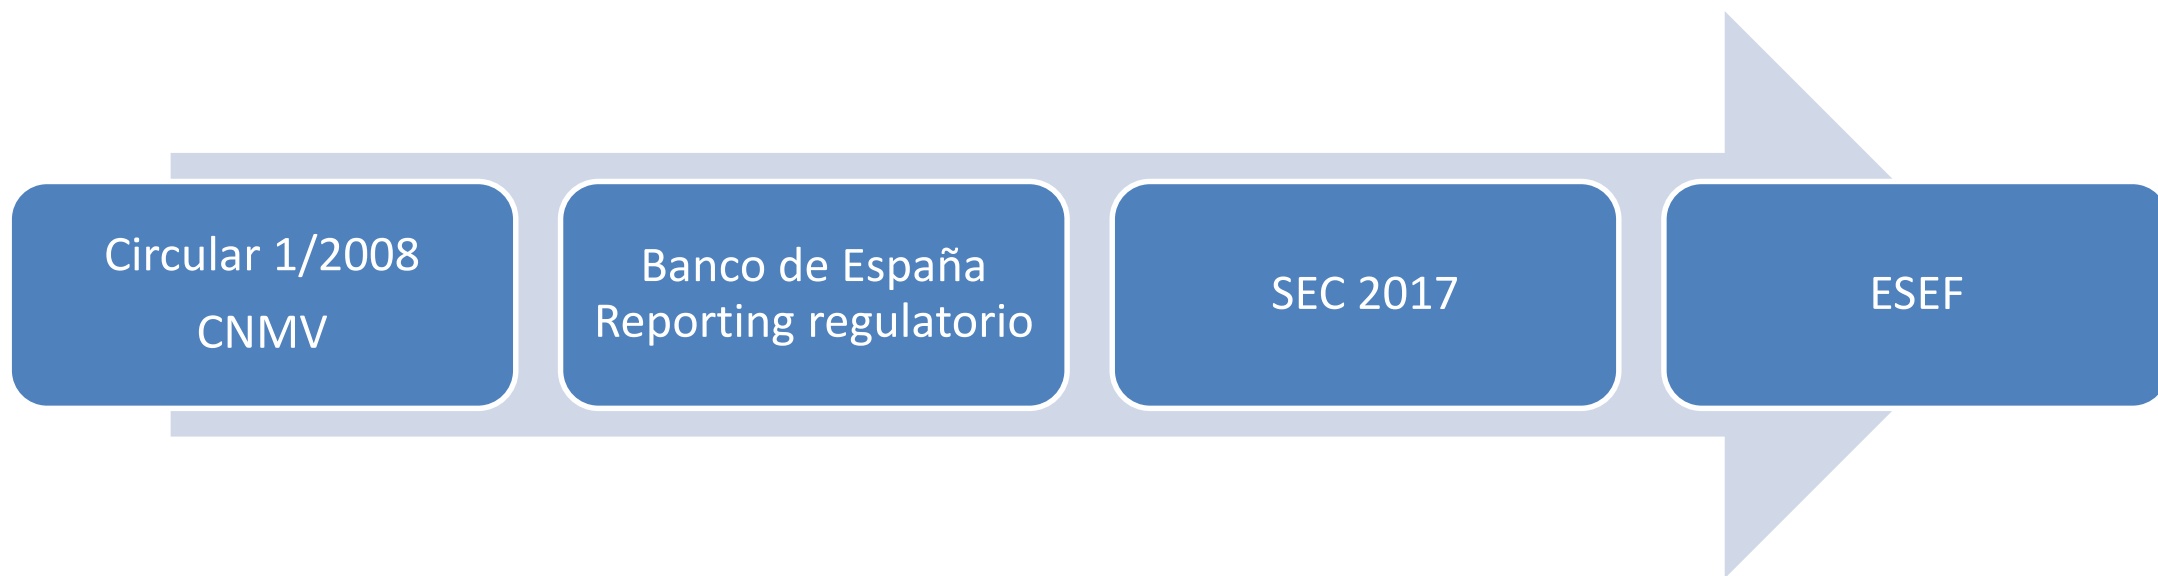 Circular 1/2008
CNMV
Banco de España
Reporting regulatorio
SEC 2017
ESEF